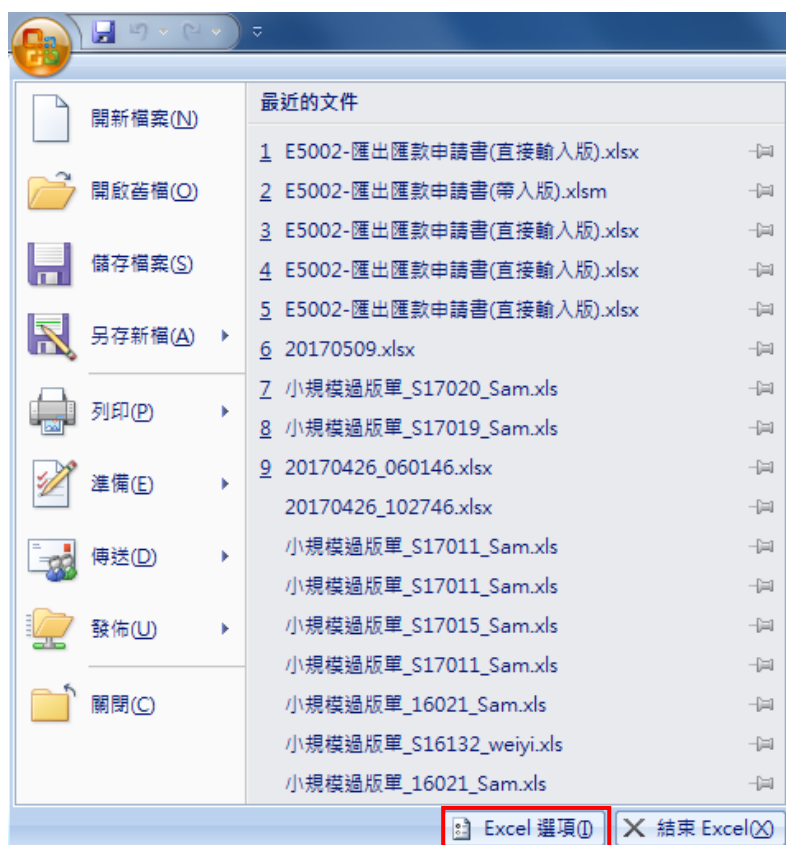 開新檔案(N)
開啟舊檔(O)
儲存檔案(S)
另存新檔(A)
列印(P)
準備(E)
傳送(D)
發佈(U)
關閉(C)
最近的文件
1 E5002-匯出匯款申請書(直接輸入版).xlsx
2 E5002-匯出匯款申請書(帶入版).xlsm
3 E5002-匯出匯款申請書(直接輸入版).xlsx
4 E5002-匯出匯款申請書(直接輸入版).xlsx
5 E5002-匯出匯款申請書(直接輸入版).xlsx
6 20170509.xlsx
7 小規模過版單_S17020_Sam.xls
8 小規模過版單_S17019_Sam.xls
9 20170426_060146.xlsx
20170426_102746.xlsx
小規模過版單_S17011_Sam.xls
小規模過版單_S17011_Sam.xls
小規模過版單_S17015_Sam.xls
小規模過版單_S17011_Sam.xls
小規模過版單_16021_Sam.xls
小規模過版單_S16132_weiyi.xls
小規模過版單_16021_Sam.xls
Excel 選項(I)
結束 Excel(X)